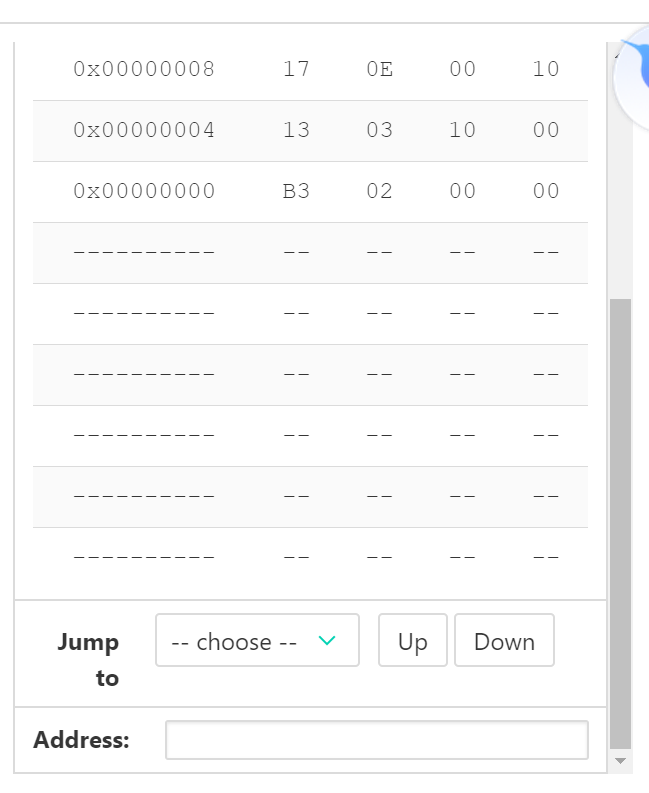 0x00000008 17 0E 00 10
0x00000004 13 03 10 00
0x00000000 B3 02 00 00
---------- -- -- -- --
---------- -- -- -- --
---------- -- -- -- --
---------- -- -- -- --
---------- -- -- -- --
---------- -- -- -- --
Jump to -- choose -- Up Down
Address: